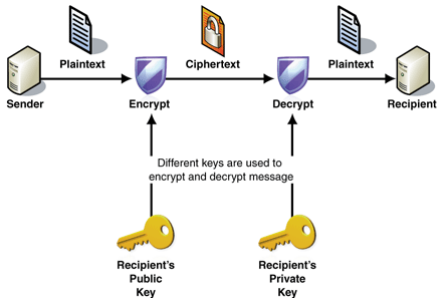 Plaintext
Ciphertext
Plaintext
Sender
Encrypt
Decrypt
Recipient
Different keys are used to
encrypt and decrypt message
Recipient's
Public
Key
Recipient's
Private
Key